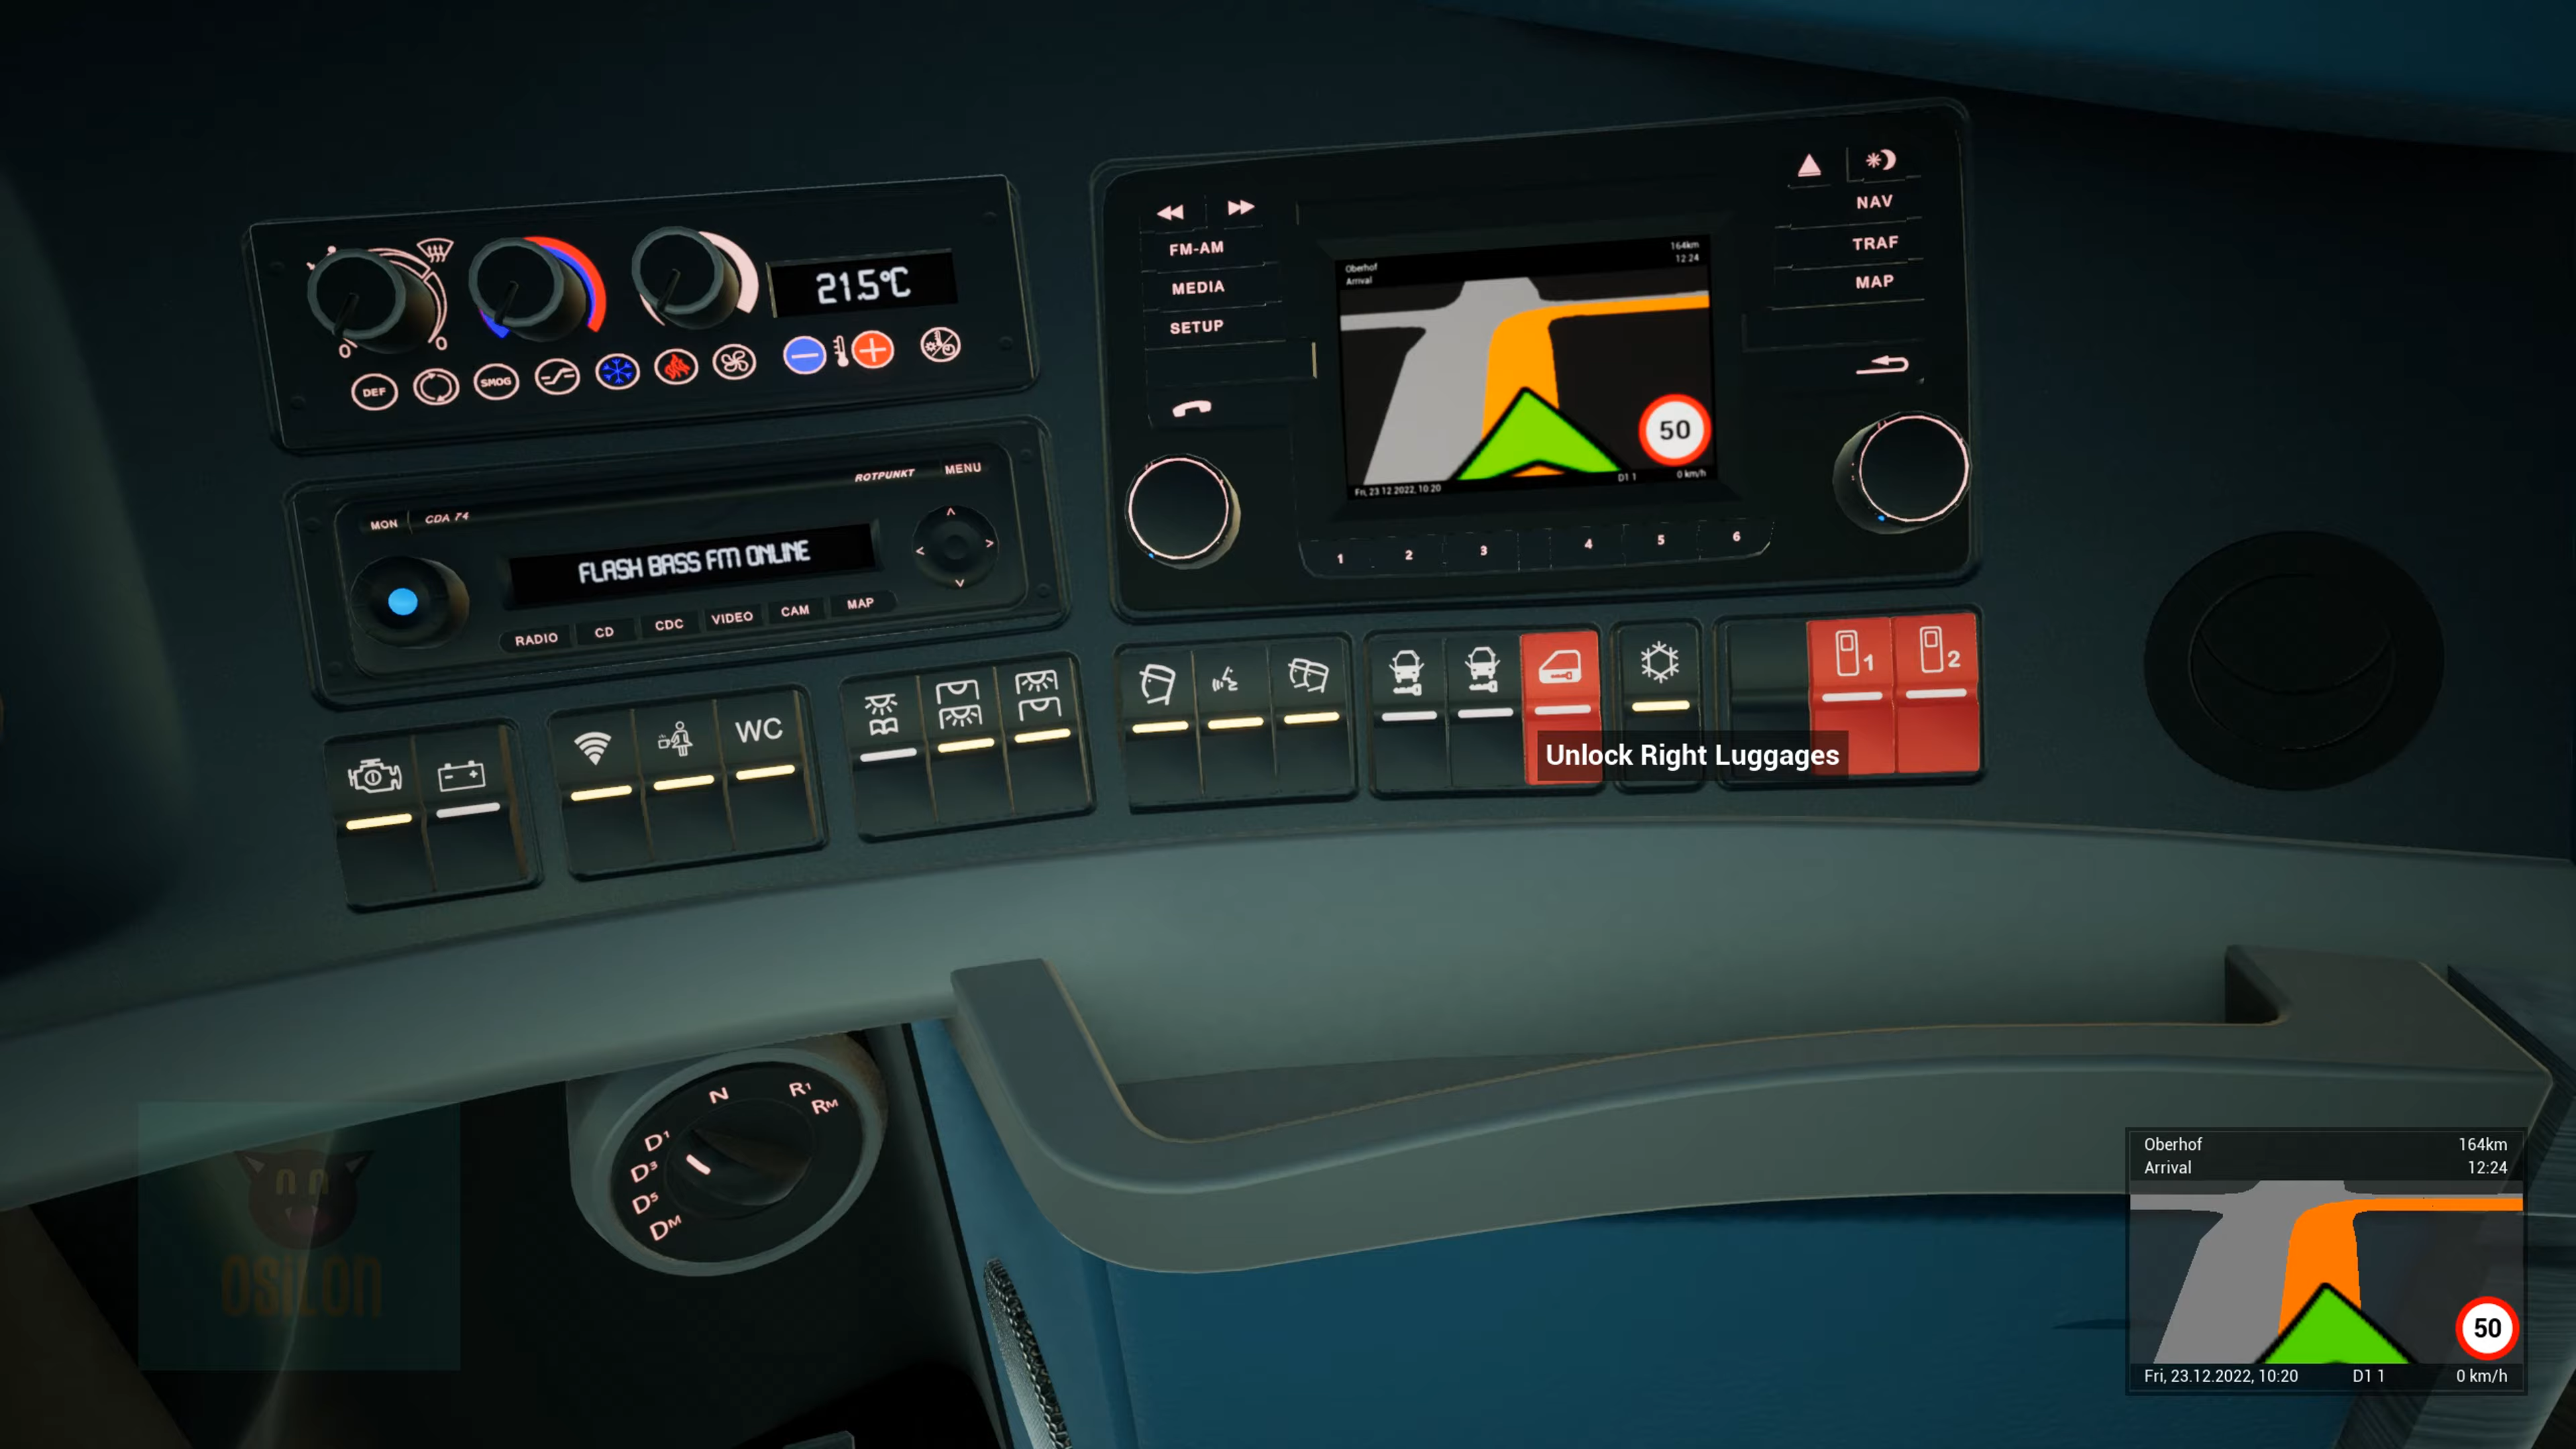 21.5°C
0
0
DEF
SMOG
ROTPUNKT
MENU
MON
CDA 74
FLASH BASS FM ONLINE
RADIO
CD
CDC
VIDEO
CAM
MAP
FM-AM
MEDIA
SETUP
NAV
TRAF
MAP
Oberhof
Arrival
164km
12:24
50
Fri, 23.12.2022, 10:20
D1 1
0 km/h
1
2
3
4
5
6
WC
1
2
Unlock Right Luggages
N
R1
RM
D1
D3
D5
DM
OSiLON
Oberhof
164km
Arrival
12:24
50
Fri, 23.12.2022, 10:20
D1 1
0 km/h